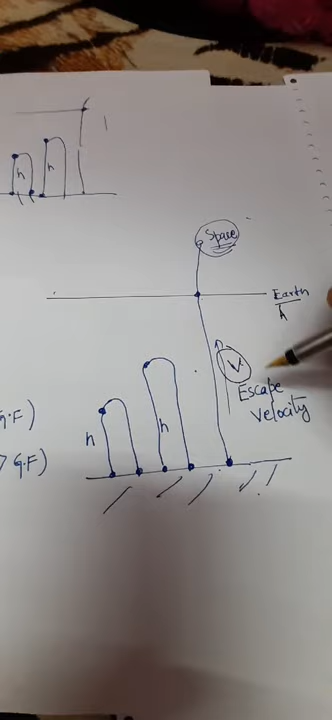 h
h
Space
Earth
V
Escape
Velocity
G.F)
h
h
> G.F)